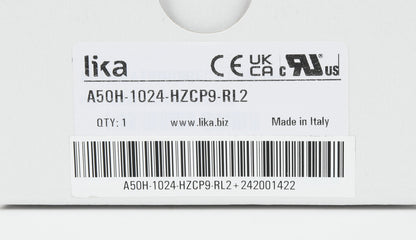 lika CE UK CA c RU US
A50H-1024-HZCP9-RL2
QTY: 1 www.lika.biz Made in Italy
A50H-1024-HZCP9-RL2+242001422